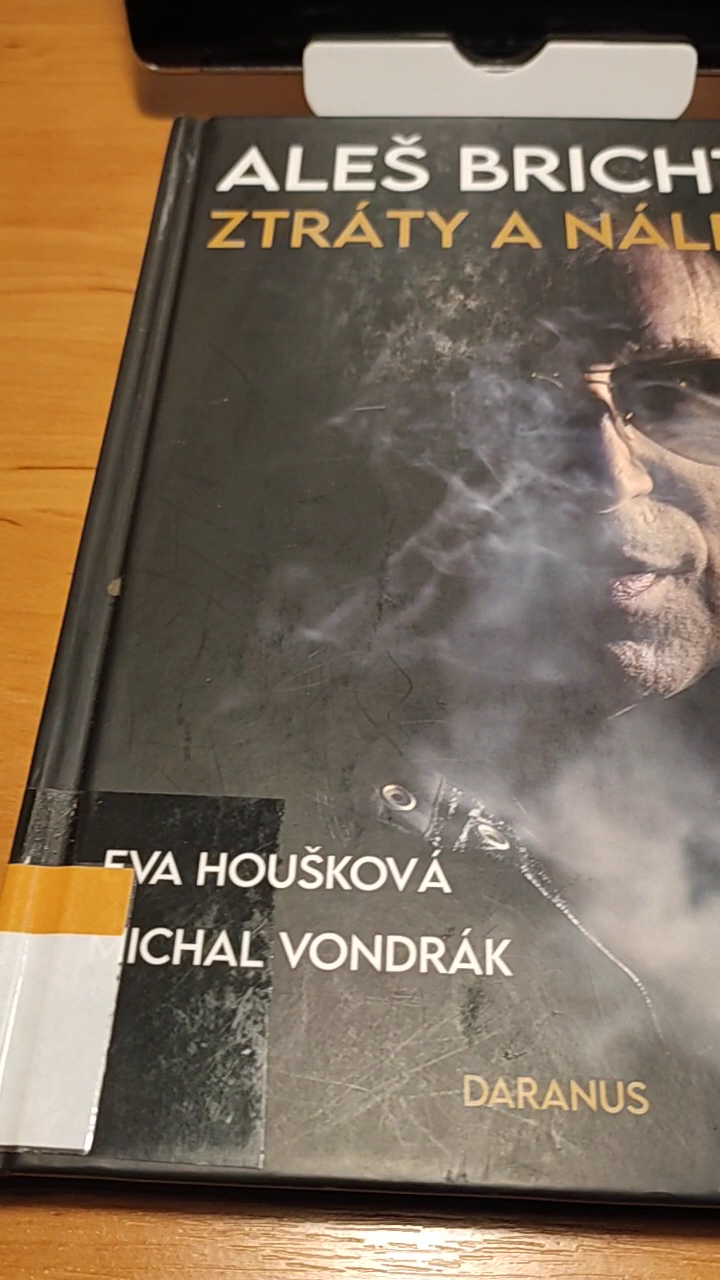 ALEŠ BRICHT
ZTRÁTY A NÁL
EVA HOUŠKOVÁ
MICHAL VONDRÁK
DARANUS